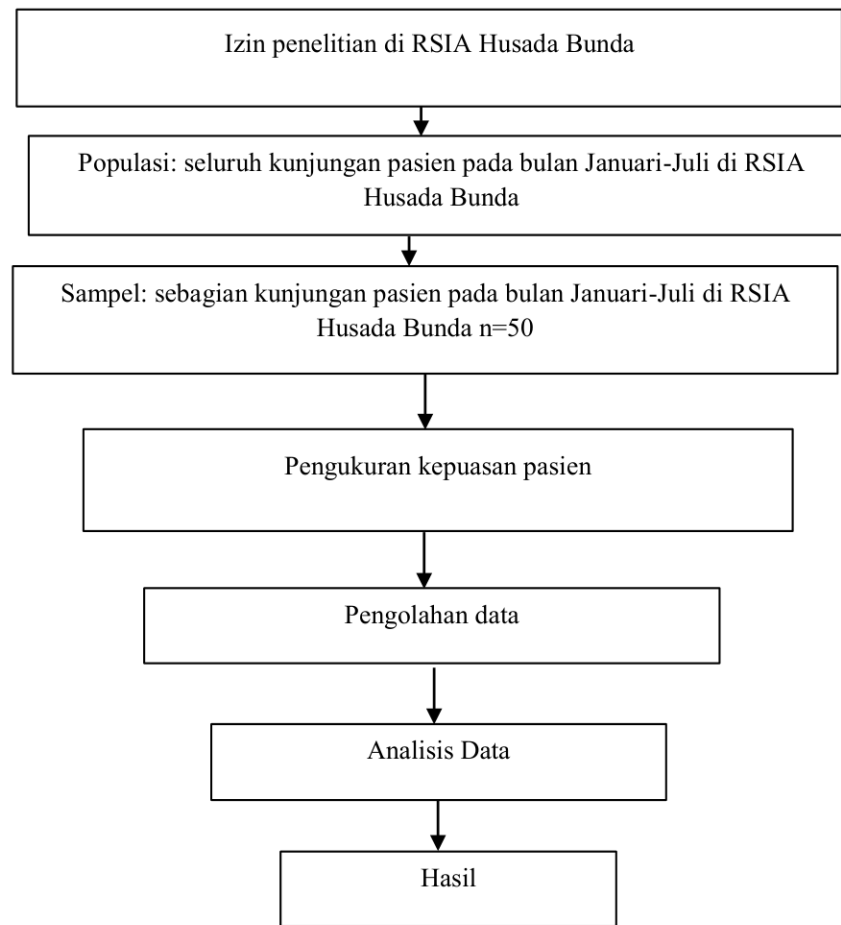 Izin penelitian di RSIA Husada Bunda
Populasi: seluruh kunjungan pasien pada bulan Januari-Juli di RSIA
Husada Bunda
Sampel: sebagian kunjungan pasien pada bulan Januari-Juli di RSIA
Husada Bunda n=50
Pengukuran kepuasan pasien
Pengolahan data
Analisis Data
Hasil